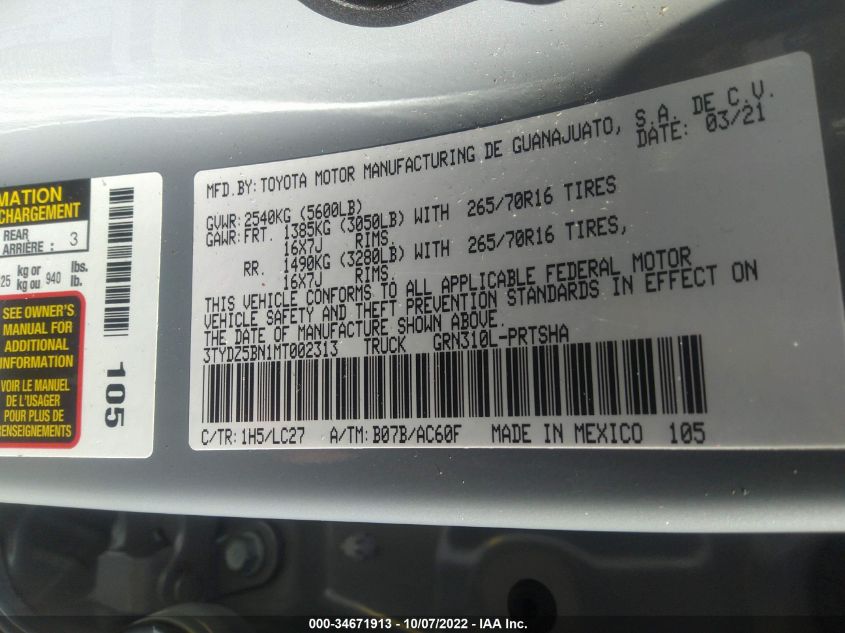 MATION
CHARGEMENT
REAR
ARRIÈRE : 3
25 kg or 940 lbs.
kg ou lb.
SEE OWNER'S
MANUAL FOR
ADDITIONAL
INFORMATION
VOIR LE MANUEL
DE L'USAGER
POUR PLUS DE
RENSEIGNEMENTS
105
MFD.BY: TOYOTA MOTOR MANUFACTURING DE GUANAJUATO, S.A. DE C.V.
DATE: 03/21
GVWR: 2540KG (5600LB)
GAWR: FRT. 1385KG (3050LB) WITH 265/70R16 TIRES
16X7J RIMS.
RR. 1490KG (3280LB) WITH 265/70R16 TIRES,
16X7J RIMS.
THIS VEHICLE CONFORMS TO ALL APPLICABLE FEDERAL MOTOR
VEHICLE SAFETY AND THEFT PREVENTION STANDARDS IN EFFECT ON
THE DATE OF MANUFACTURE SHOWN ABOVE.
3TYDZ5BN1MT002313 TRUCK GRN310L-PRTSHA
C/TR: 1H5/LC27 A/TM: B07B/AC60F MADE IN MEXICO 105
000-34671913 - 10/07/2022 - IAA Inc.